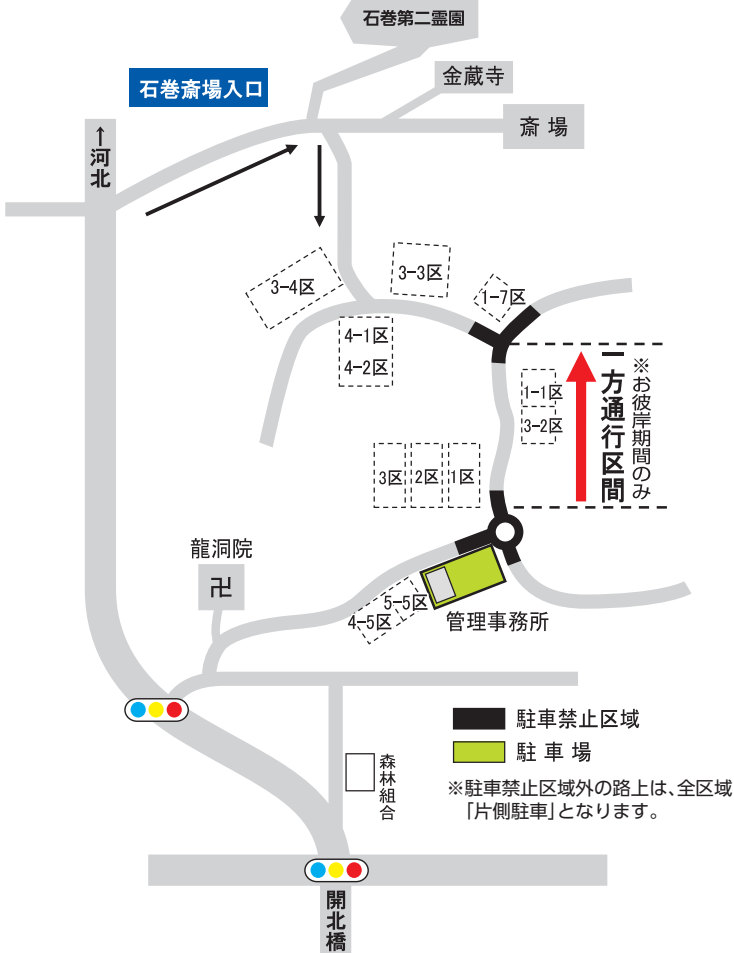 石巻第二霊園
金蔵寺
石巻斎場入口
斎場
↑河北
3-3区
3-4区
1-7区
4-1区
4-2区
一方通行区間
※お彼岸期間のみ
1-1区
3-2区
3区
2区
1区
龍洞院
卍
5-5区
4-5区
管理事務所
駐車禁止区域
駐車場
森林組合
※駐車禁止区域外の路上は、全区域
「片側駐車」となります。
開北橋